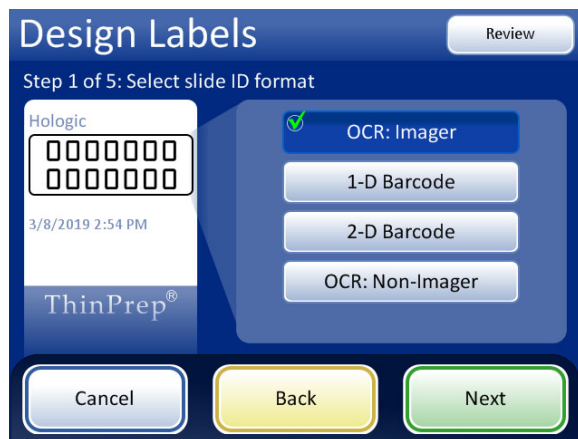 Design Labels
Review
Step 1 of 5: Select slide ID format
Hologic
0000000
0000000
3/8/2019 2:54 PM
ThinPrep®
OCR: Imager
1-D Barcode
2-D Barcode
OCR: Non-Imager
Cancel
Back
Next